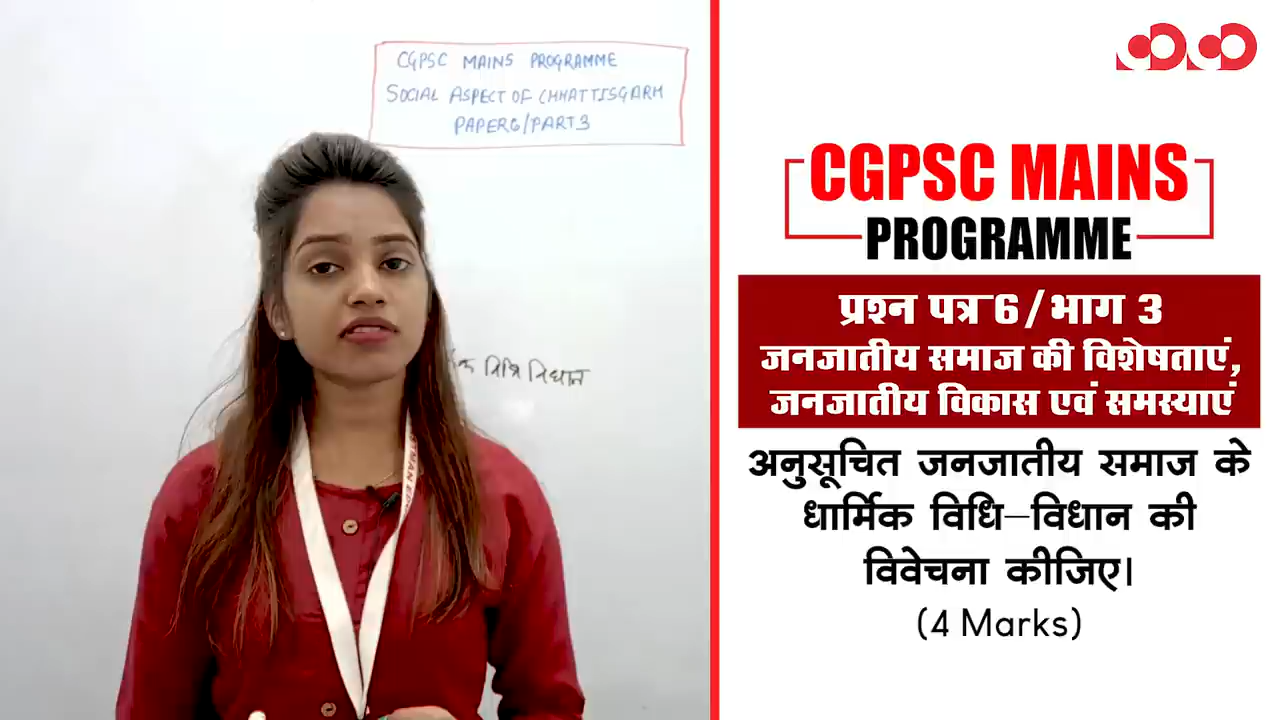 CGPSC MAINS PROGRAMME
SOCIAL ASPECT OF CHHATTISGARH
PAPER6/PART3
विधि विधान
CGPSC MAINS
PROGRAMME
प्रश्न पत्र-6/भाग 3
जनजातीय समाज की विशेषताएं,
जनजातीय विकास एवं समस्याएं
अनुसूचित जनजातीय समाज के
धार्मिक विधि–विधान की
विवेचना कीजिए।
(4 Marks)